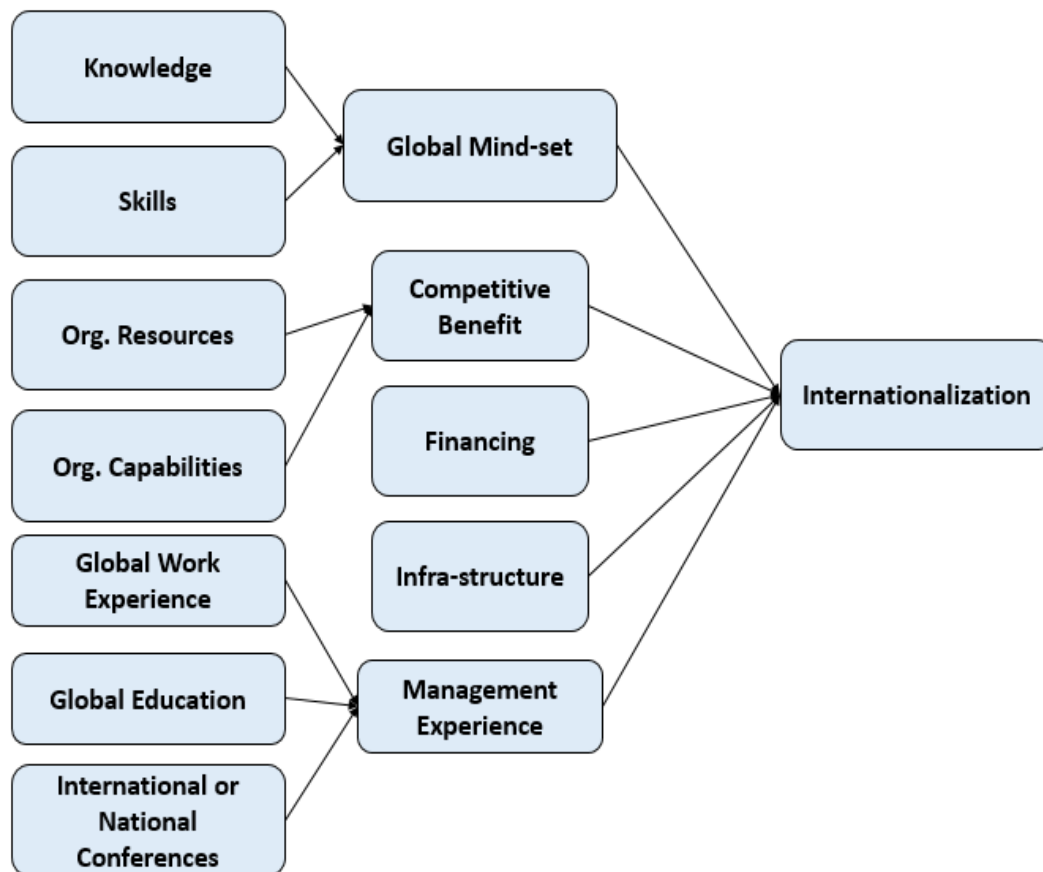 Knowledge
Skills
Org. Resources
Org. Capabilities
Global Work
Experience
Global Education
International or
National
Conferences
Global Mind-set
Competitive
Benefit
Financing
Infra-structure
Management
Experience
Internationalization